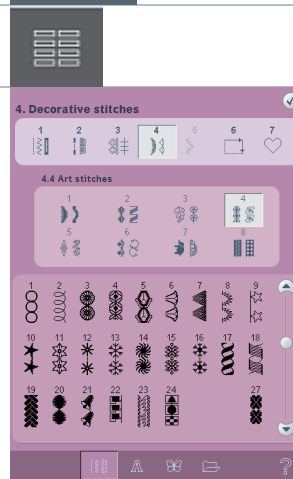 4. Decorative stitches
1 2 3 4 5 6 7
4.4 Art stitches
1 2 3 4
5 6 7 8
1 2 3 4 5 6 7 8 9
10 11 12 13 14 15 16 17 18
19 20 21 22 23 24 27
A ?